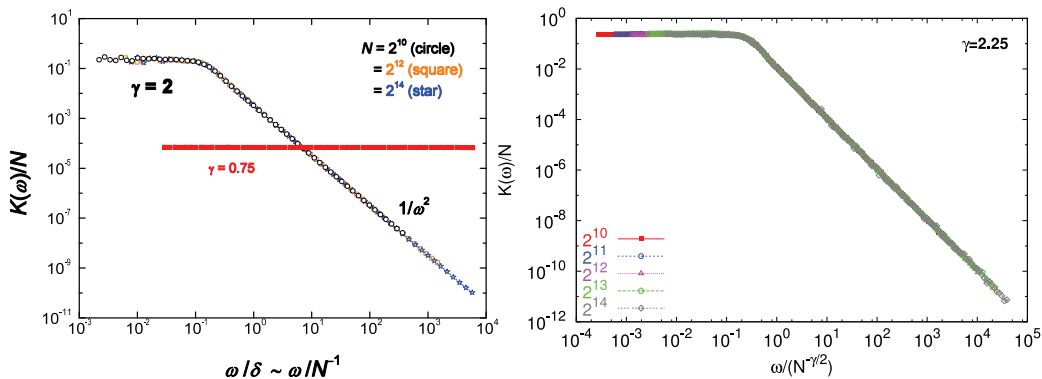 10^0
10^-1
10^-3
10^-5
10^-7
10^-9
10^-11
K(ω)/N
N = 2^10 (circle)
= 2^12 (square)
= 2^14 (star)
γ = 2
γ = 0.75
1/ω^2
10^-3 10^-2 10^-1 10^0 10^1 10^2 10^3 10^4
ω/δ ~ ω/N^-1
10^0
10^-2
10^-4
10^-6
10^-8
10^-10
10^-12
K(ω)/N
γ=2.25
2^10
2^11
2^12
2^13
2^14
10^-4 10^-3 10^-2 10^-1 10^0 10^1 10^2 10^3 10^4 10^5
ω/(N^-γ/2)